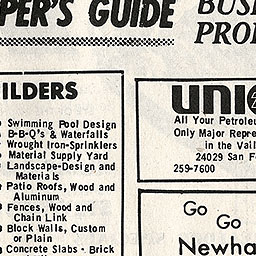 PER'S GUIDE
ILDERS
Swimming Pool Design
B-B-Q's & Waterfalls
Wrought Iron-Sprinklers
Material Supply Yard
Landscape-Design and
Materials
Patio Roofs, Wood and
Aluminum
Fences, Wood and
Chain Link
Block Walls, Custom
or Plain
Concrete Slabs - Brick
BUSI
PRO
UNI
All Your Petroleu
Only Major Repre
in the Vall
24029 San F
259-7600
Go
Go
Newha